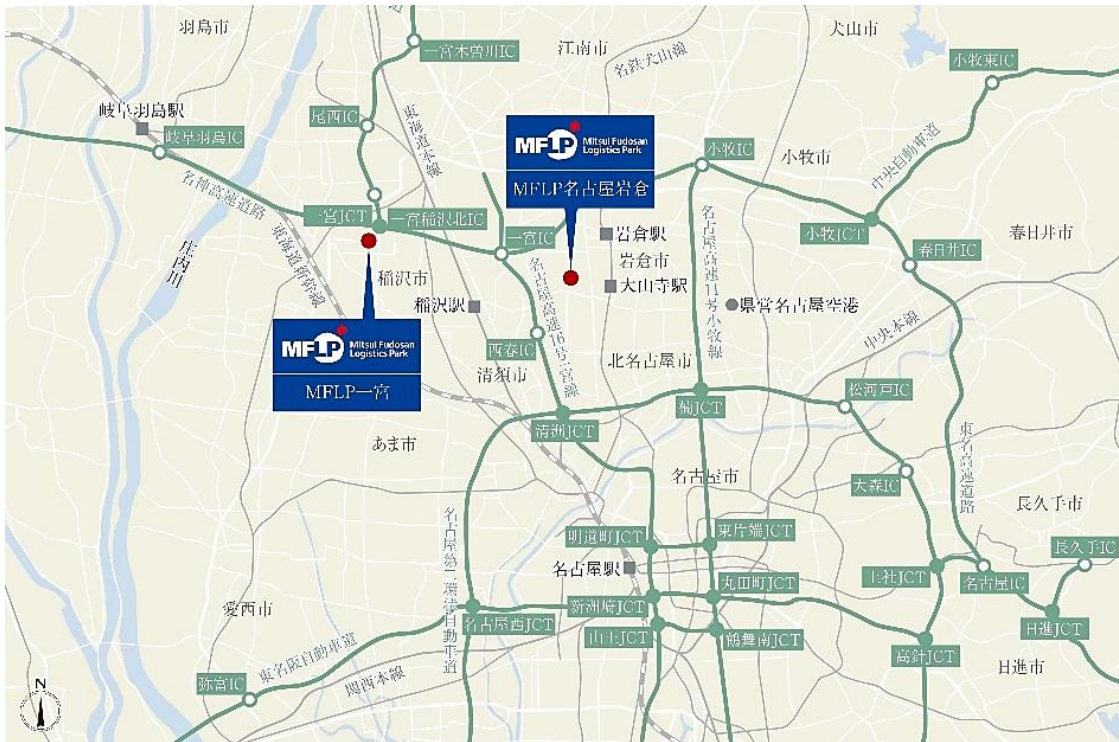 羽島市
犬山市
江南市
一宮木曽川IC
名鉄犬山線
小牧東IC
岐阜羽島駅
尾西IC
東海道本線
岐阜羽島IC
MFLP
Mitsui Fudosan
Logistics Park
MFLP名古屋岩倉
小牧IC
小牧市
中央自動車道
名神高速道路
一宮JCT
一宮稲沢北IC
小牧JCT
春日井市
一宮IC
岩倉駅
岩倉市
大山寺駅
春日井IC
庄内川
東海道新幹線
稲沢市
稲沢駅
名古屋高速16号一宮線
名古屋高速11号小牧線
県営名古屋空港
中央本線
MFLP
Mitsui Fudosan
Logistics Park
MFLP一宮
西春IC
清須市
北名古屋市
楠JCT
松河戸IC
清洲JCT
あま市
東名高速道路
名古屋市
大森IC
長久手市
名古屋第二環状自動車道
明道町JCT
東片端JCT
長久手IC
名古屋駅
上社JCT
名古屋IC
丸田町JCT
新洲崎JCT
愛西市
名古屋西JCT
山王JCT
鶴舞南JCT
日進JCT
高針JCT
日進市
東名阪自動車道
弥富IC
関西本線
N